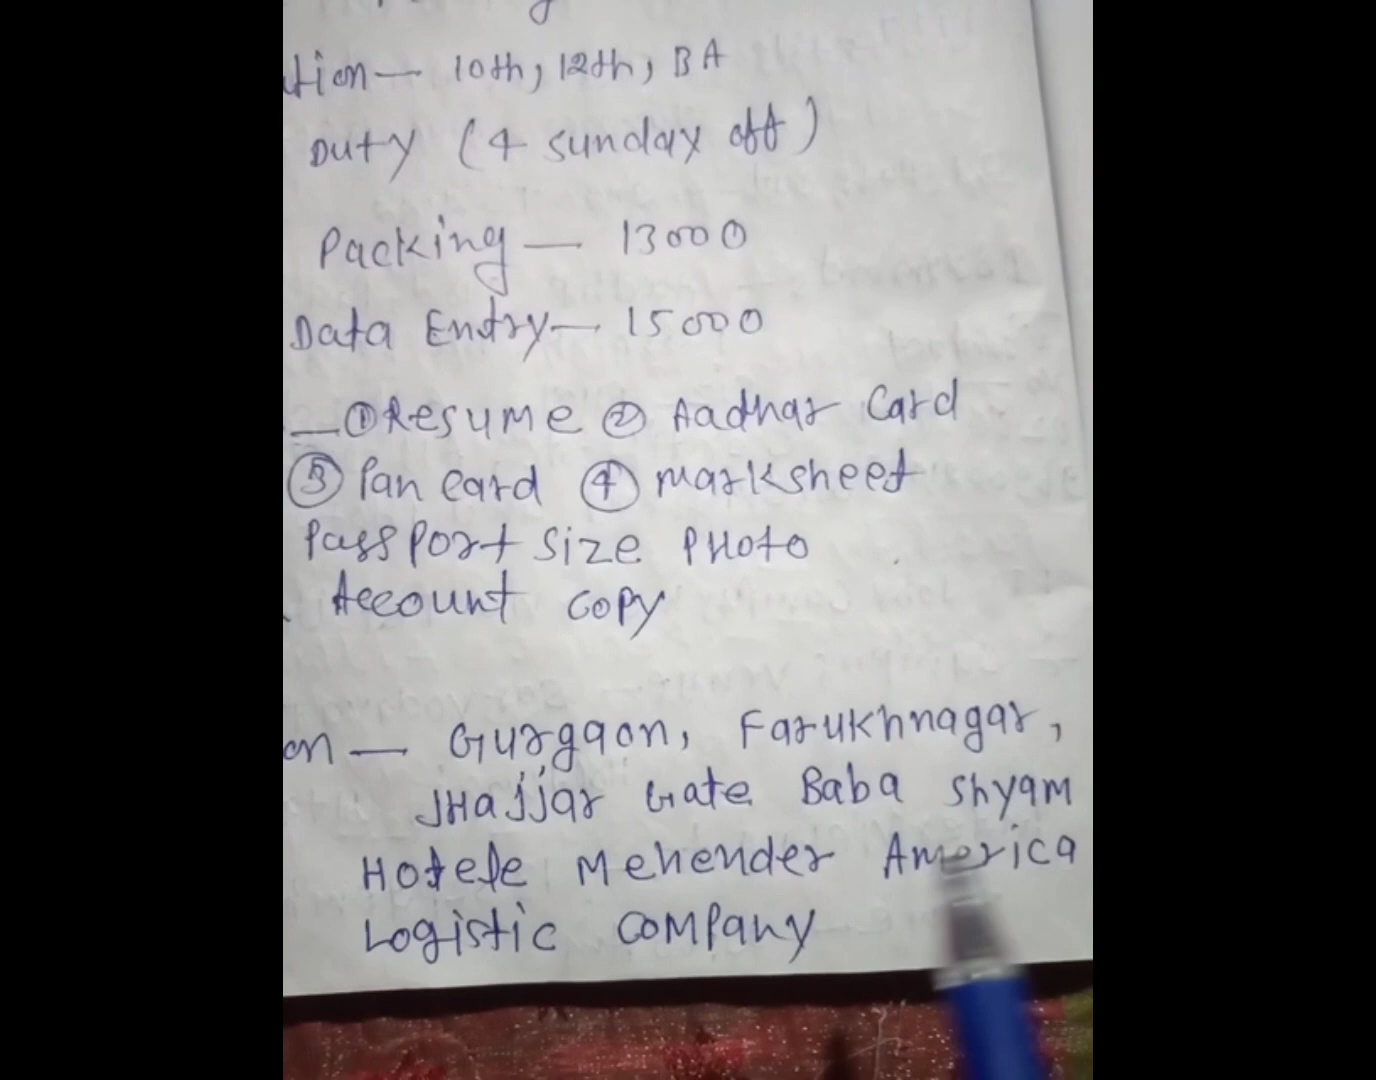 tion — 10th, 12th, BA
Duty (4 sunday off)
Packing — 13000
Data Entry — 15000
— ① Resume ② Aadhar Card
③ Pan Card ④ marksheet
Passport Size PHoto
Account Copy
on — Gurgaon, Farukhnagar,
JHajjar Gate Baba Shyam
Hotele Mehender America
Logistic Company